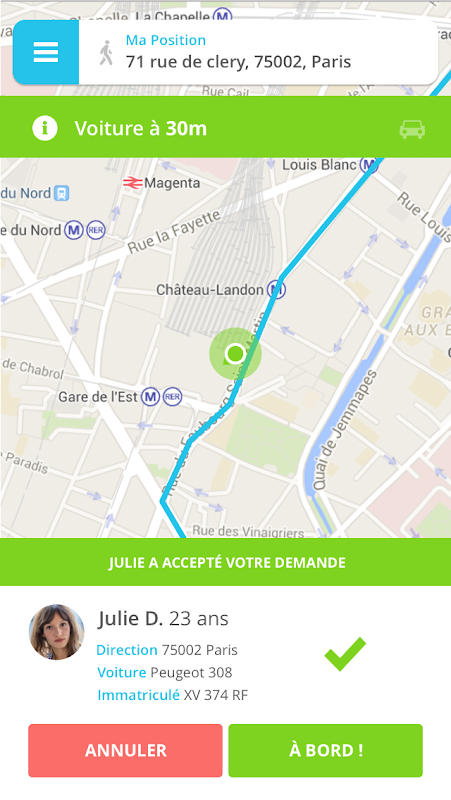 La Chapelle
La Chapelle M
Ma Position
71 rue de clery, 75002, Paris
Rue Cail
Voiture à 30m
Louis Blanc M
Magenta
du Nord
Rue Louis
e du Nord M RER
Rue la Fayette
Château-Landon M
GRA
AUX E
de Chabrol
Gare de l'Est M RER
Rue du Faubourg Saint-Martin
Quai de Jemmapes
Paradis
Rue des Vinaigriers
JULIE A ACCEPTÉ VOTRE DEMANDE
Julie D. 23 ans
Direction 75002 Paris
Voiture Peugeot 308
Immatriculé XV 374 RF
ANNULER
À BORD !